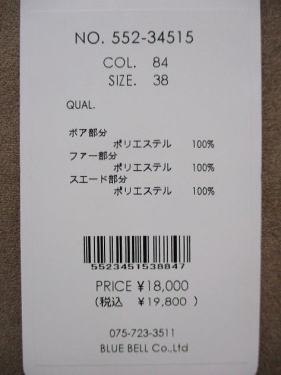 NO. 552-34515
COL. 84
SIZE. 38
QUAL.
ボア部分
ポリエステル 100%
ファー部分
ポリエステル 100%
スエード部分
ポリエステル 100%
5523451538847
PRICE ¥18,000
(税込 ¥19,800)
075-723-3511
BLUE BELL Co.,Ltd